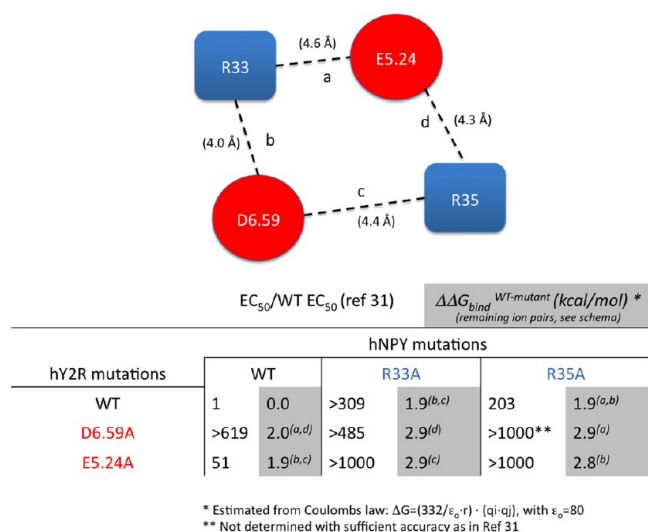 (4.6 Å)
E5.24
R33
a
(4.0 Å)
b
d
(4.3 Å)
c
D6.59
(4.4 Å)
R35
EC50/WT EC50 (ref 31)
ΔΔGbind WT-mutant (kcal/mol) *
(remaining ion pairs, see schema)
hNPY mutations
hY2R mutations WT R33A R35A
WT 1 0.0 >309 1.9(b,c) 203 1.9(a,b)
D6.59A >619 2.0(a,d) >485 2.9(d) >1000** 2.9(a)
E5.24A 51 1.9(b,c) >1000 2.9(c) >1000 2.8(b)
* Estimated from Coulombs law: ΔG=(332/εo·r) · (qi·qj), with εo=80
** Not determined with sufficient accuracy as in Ref 31